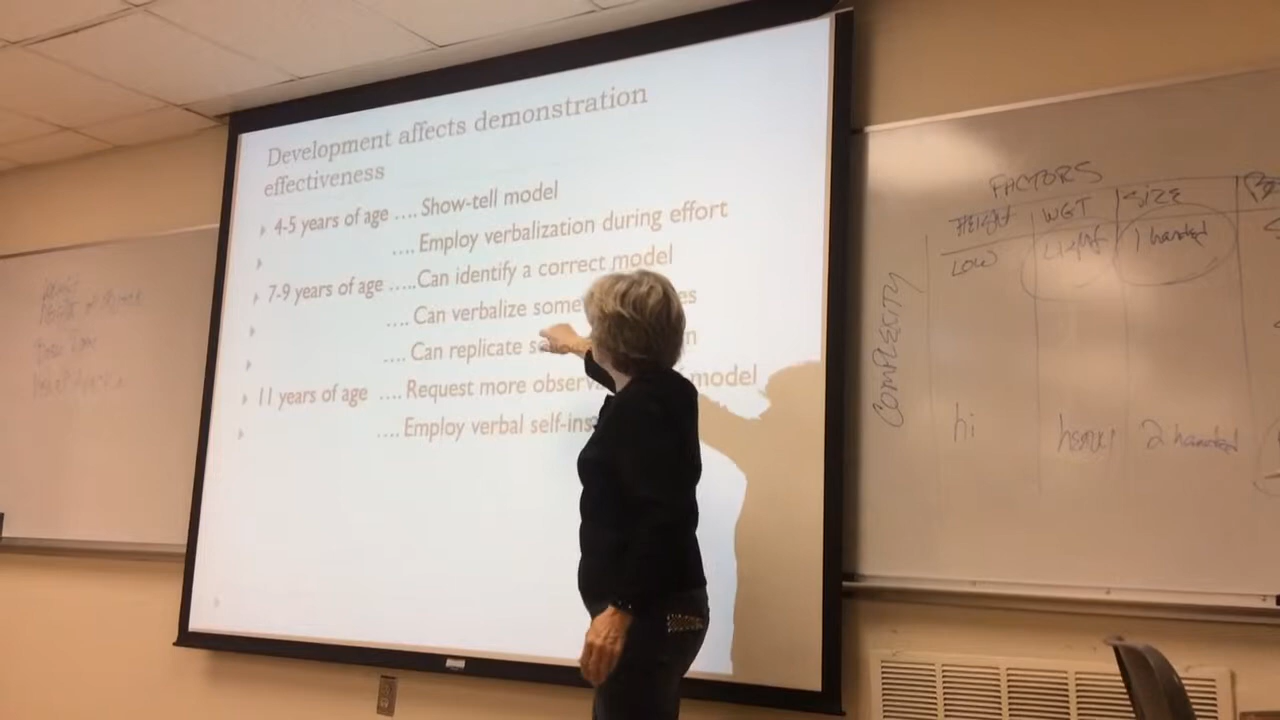 Development affects demonstration
effectiveness
4-5 years of age .... Show-tell model
.... Employ verbalization during effort
7-9 years of age ..... Can identify a correct model
.... Can verbalize
.... Can replicate
11 years of age .... Request more model
.... Employ verbal
FACTORS
HEIGHT WGT SIZE
LOW Light 1 handed
COMPLEXITY
hi heavy 2 handed